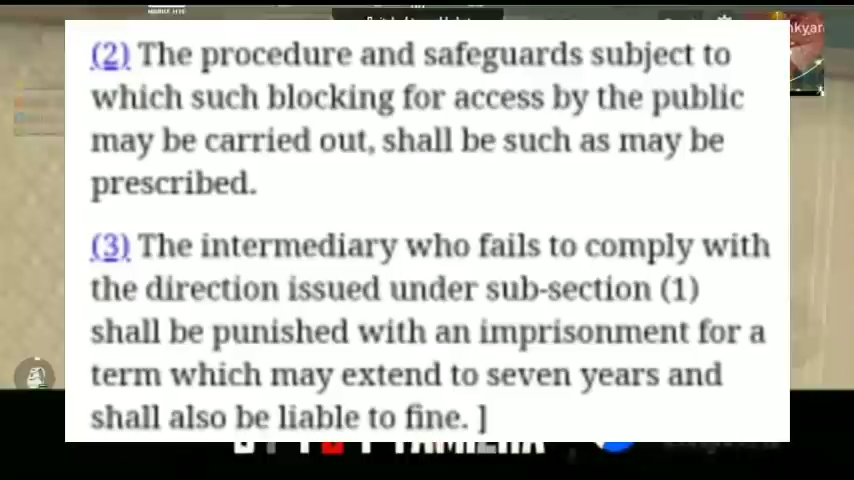 (2) The procedure and safeguards subject to
which such blocking for access by the public
may be carried out, shall be such as may be
prescribed.
(3) The intermediary who fails to comply with
the direction issued under sub-section (1)
shall be punished with an imprisonment for a
term which may extend to seven years and
shall also be liable to fine. ]